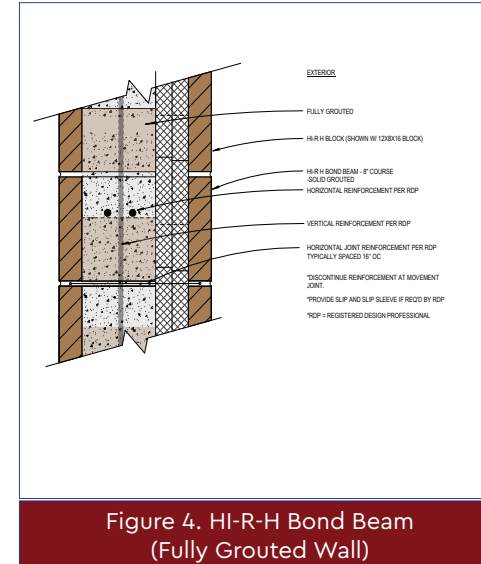 EXTERIOR
FULLY GROUTED
HI-R H BLOCK (SHOWN W/ 12X8X16 BLOCK)
HI-R H BOND BEAM - 8" COURSE
-SOLID GROUTED
HORIZONTAL REINFORCEMENT PER RDP
VERTICAL REINFORCEMENT PER RDP
HORIZONTAL JOINT REINFORCEMENT PER RDP
TYPICALLY SPACED 16" OC
*DISCONTINUE REINFORCEMENT AT MOVEMENT
JOINT.
*PROVIDE SLIP AND SLIP SLEEVE IF REQ'D BY RDP
*RDP = REGISTERED DESIGN PROFESSIONAL
Figure 4. HI-R-H Bond Beam
(Fully Grouted Wall)